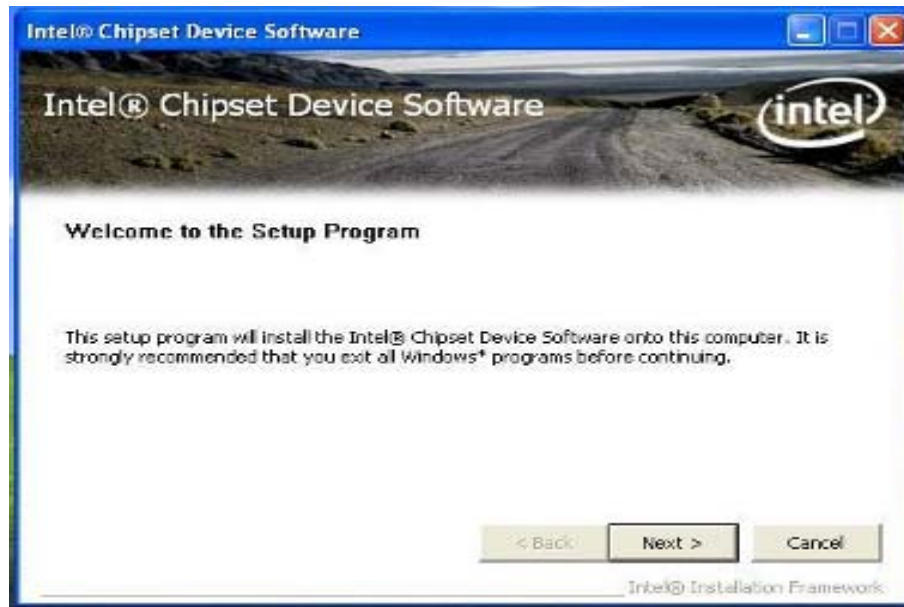 Intel® Chipset Device Software
Intel® Chipset Device Software
intel
Welcome to the Setup Program
This setup program will install the Intel® Chipset Device Software onto this computer. It is
strongly recommended that you exit all Windows* programs before continuing.
< Back
Next >
Cancel
Intel® Installation Framework